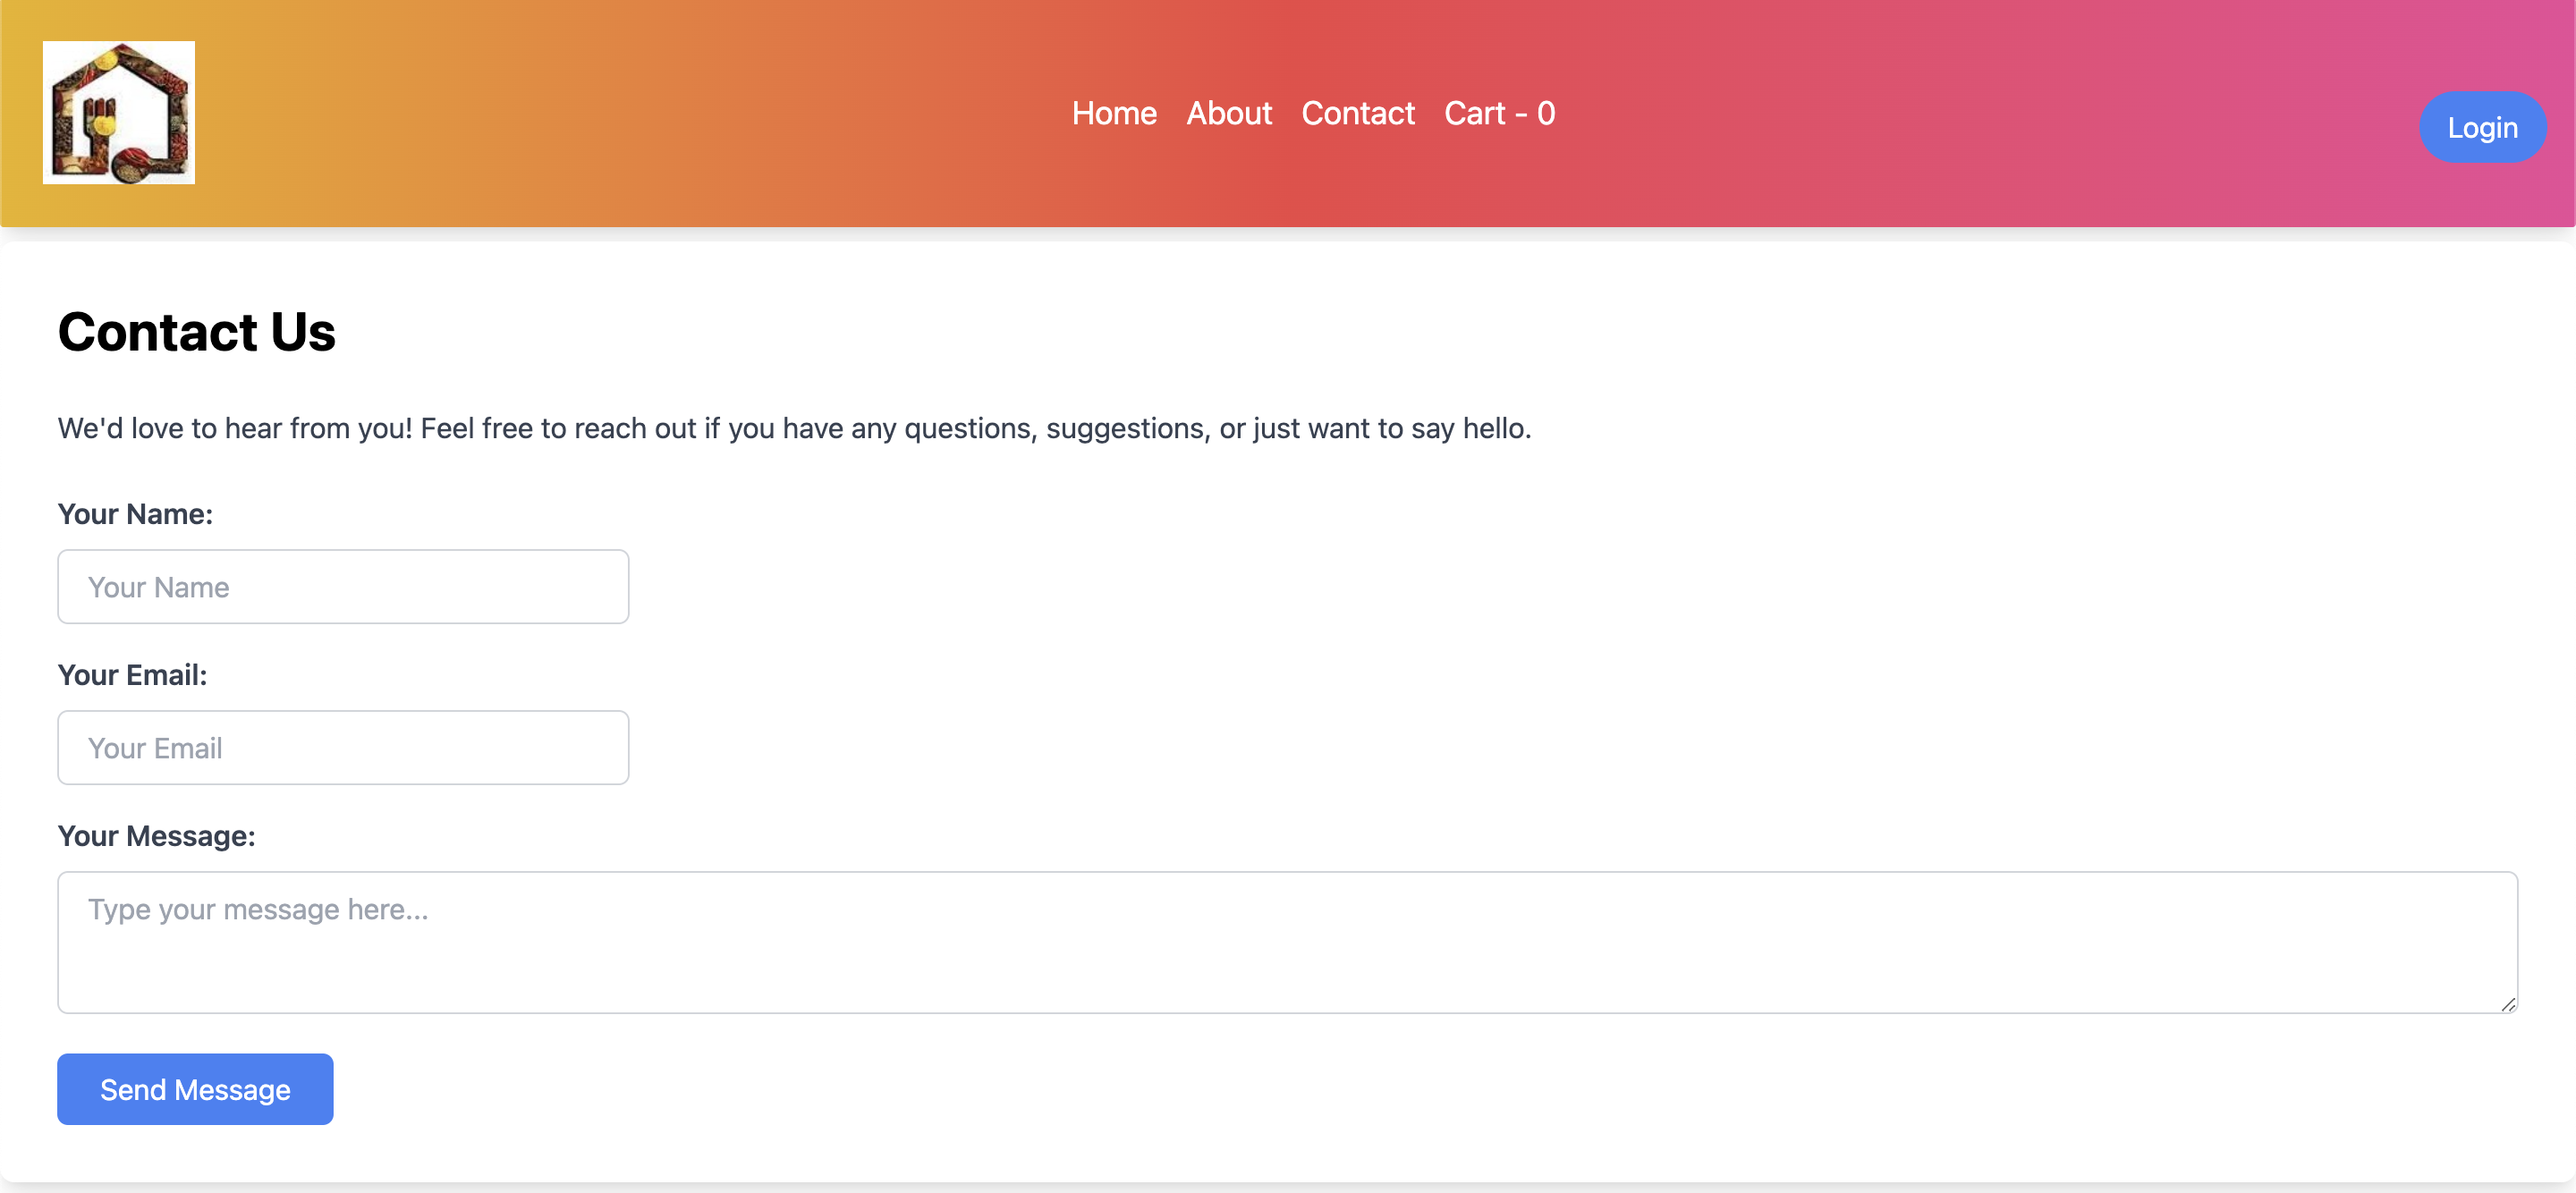 Home About Contact Cart - 0
Login
Contact Us
We'd love to hear from you! Feel free to reach out if you have any questions, suggestions, or just want to say hello.
Your Name:
Your Name
Your Email:
Your Email
Your Message:
Type your message here...
Send Message